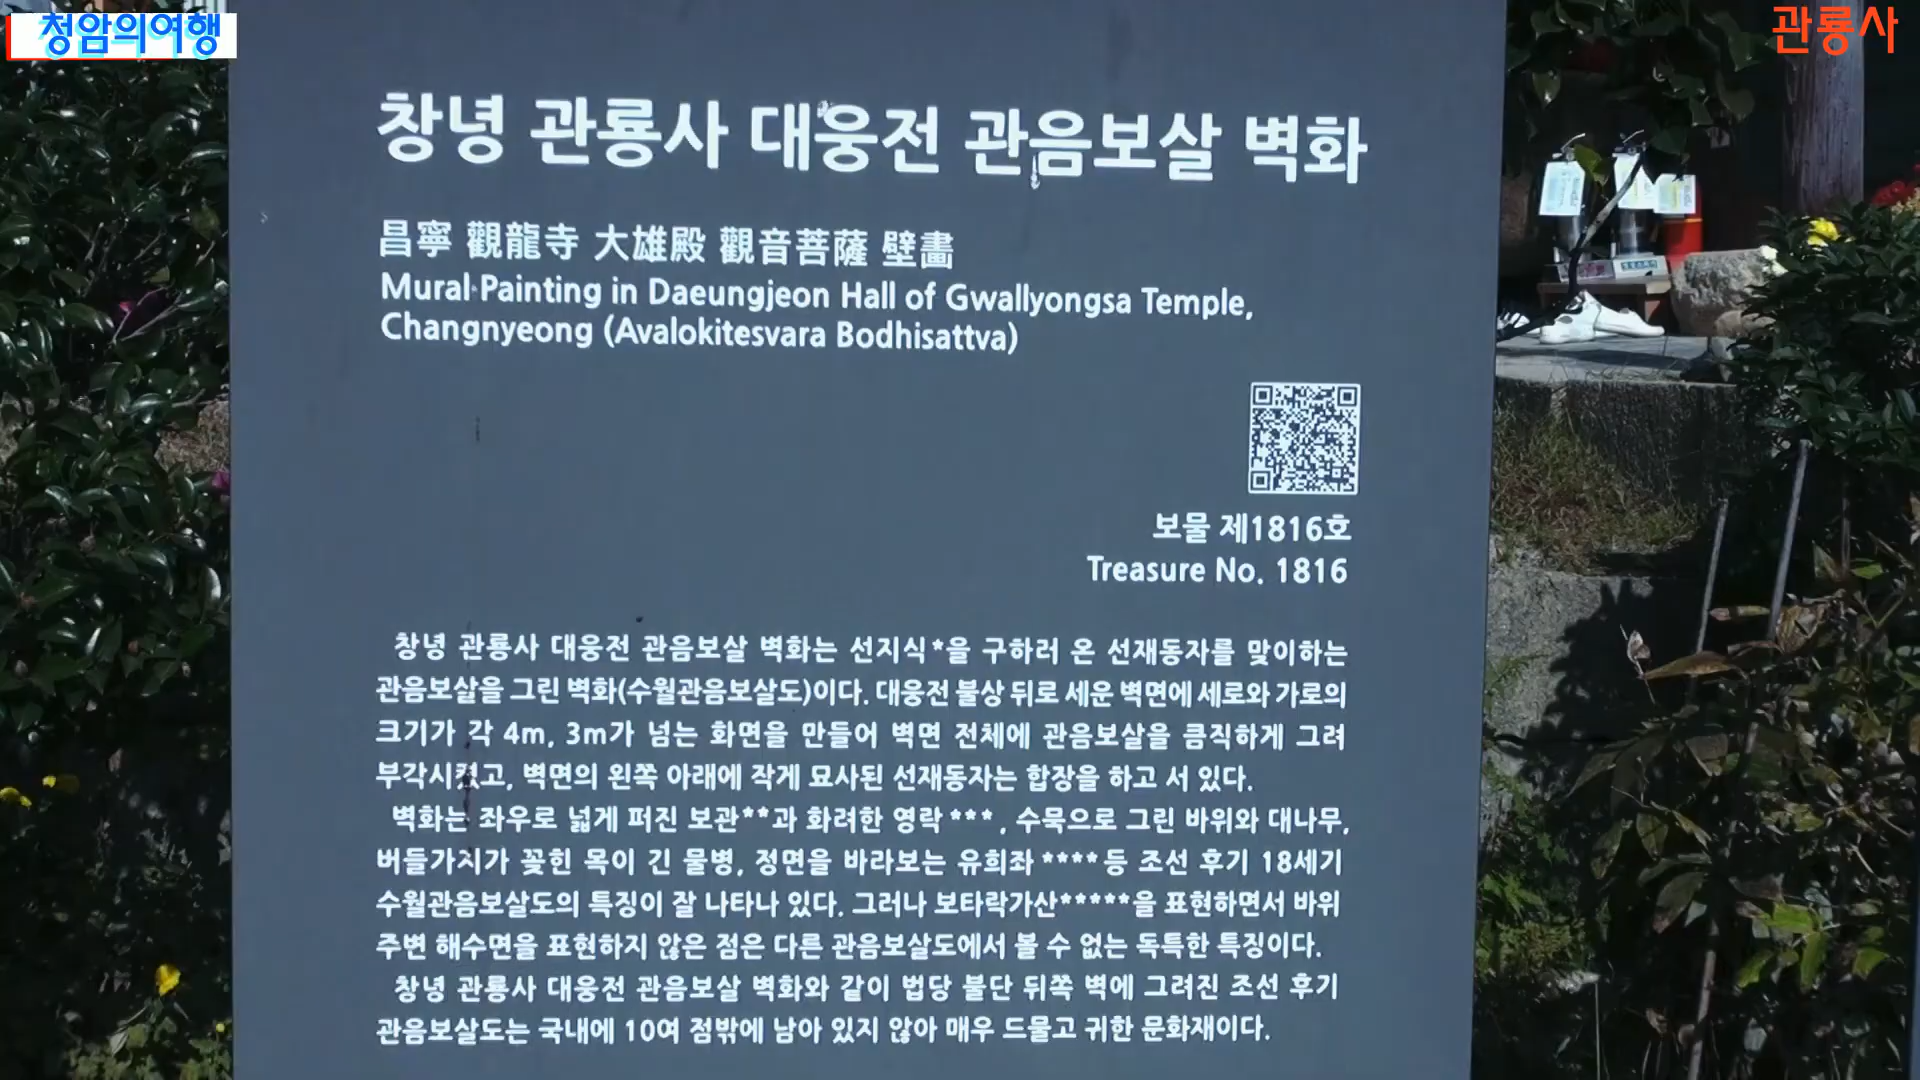 청암의여행
관룡사
창녕 관룡사 대웅전 관음보살 벽화
昌寧 觀龍寺 大雄殿 觀音菩薩 壁畵
Mural Painting in Daeungjeon Hall of Gwallyongsa Temple,
Changnyeong (Avalokitesvara Bodhisattva)
보물 제1816호
Treasure No. 1816
창녕 관룡사 대웅전 관음보살 벽화는 선지식*을 구하러 온 선재동자를 맞이하는
관음보살을 그린 벽화(수월관음보살도)이다. 대웅전 불상 뒤로 세운 벽면에 세로와 가로의
크기가 각 4m, 3m가 넘는 화면을 만들어 벽면 전체에 관음보살을 큼직하게 그려
부각시켰고, 벽면의 왼쪽 아래에 작게 묘사된 선재동자는 합장을 하고 서 있다.
벽화는 좌우로 넓게 퍼진 보관**과 화려한 영락***, 수묵으로 그린 바위와 대나무,
버들가지가 꽂힌 목이 긴 물병, 정면을 바라보는 유희좌****등 조선 후기 18세기
수월관음보살도의 특징이 잘 나타나 있다. 그러나 보타락가산*****을 표현하면서 바위
주변 해수면을 표현하지 않은 점은 다른 관음보살도에서 볼 수 없는 독특한 특징이다.
창녕 관룡사 대웅전 관음보살 벽화와 같이 법당 불단 뒤쪽 벽에 그려진 조선 후기
관음보살도는 국내에 10여 점밖에 남아 있지 않아 매우 드물고 귀한 문화재이다.